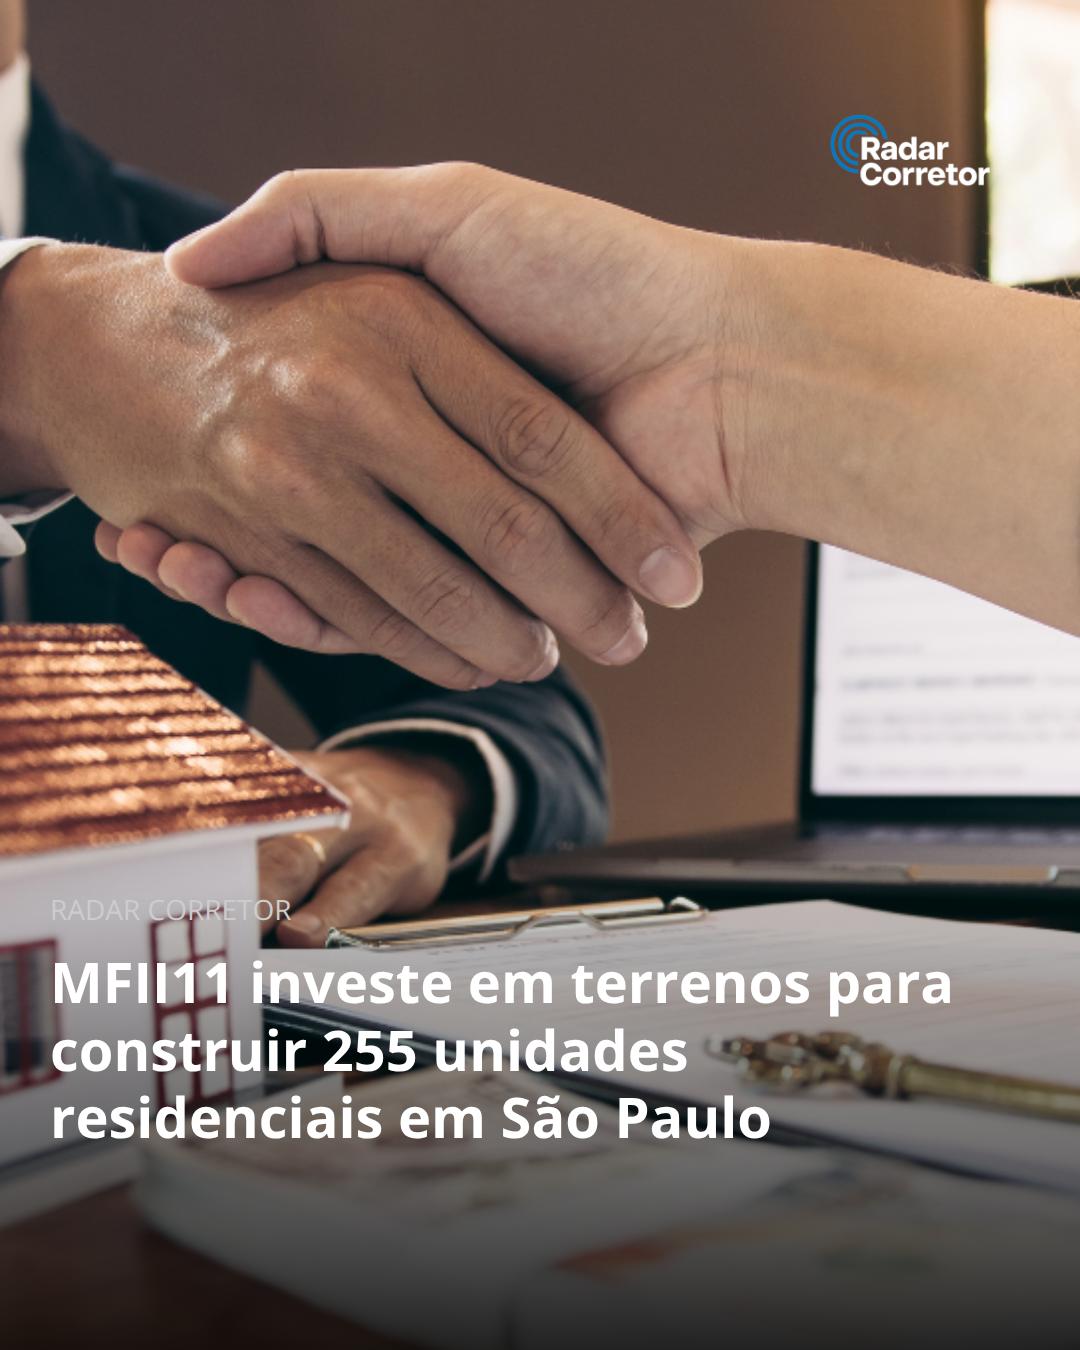 Radar
Corretor
RADAR CORRETOR
MFII11 investe em terrenos para
construir 255 unidades
residenciais em São Paulo